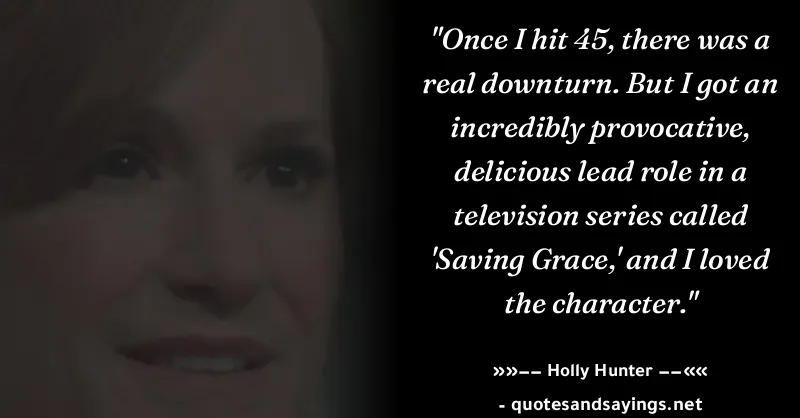 "Once I hit 45, there was a
real downturn. But I got an
incredibly provocative,
delicious lead role in a
television series called
'Saving Grace,' and I loved
the character."
»»−− Holly Hunter −−««
- quotesandsayings.net